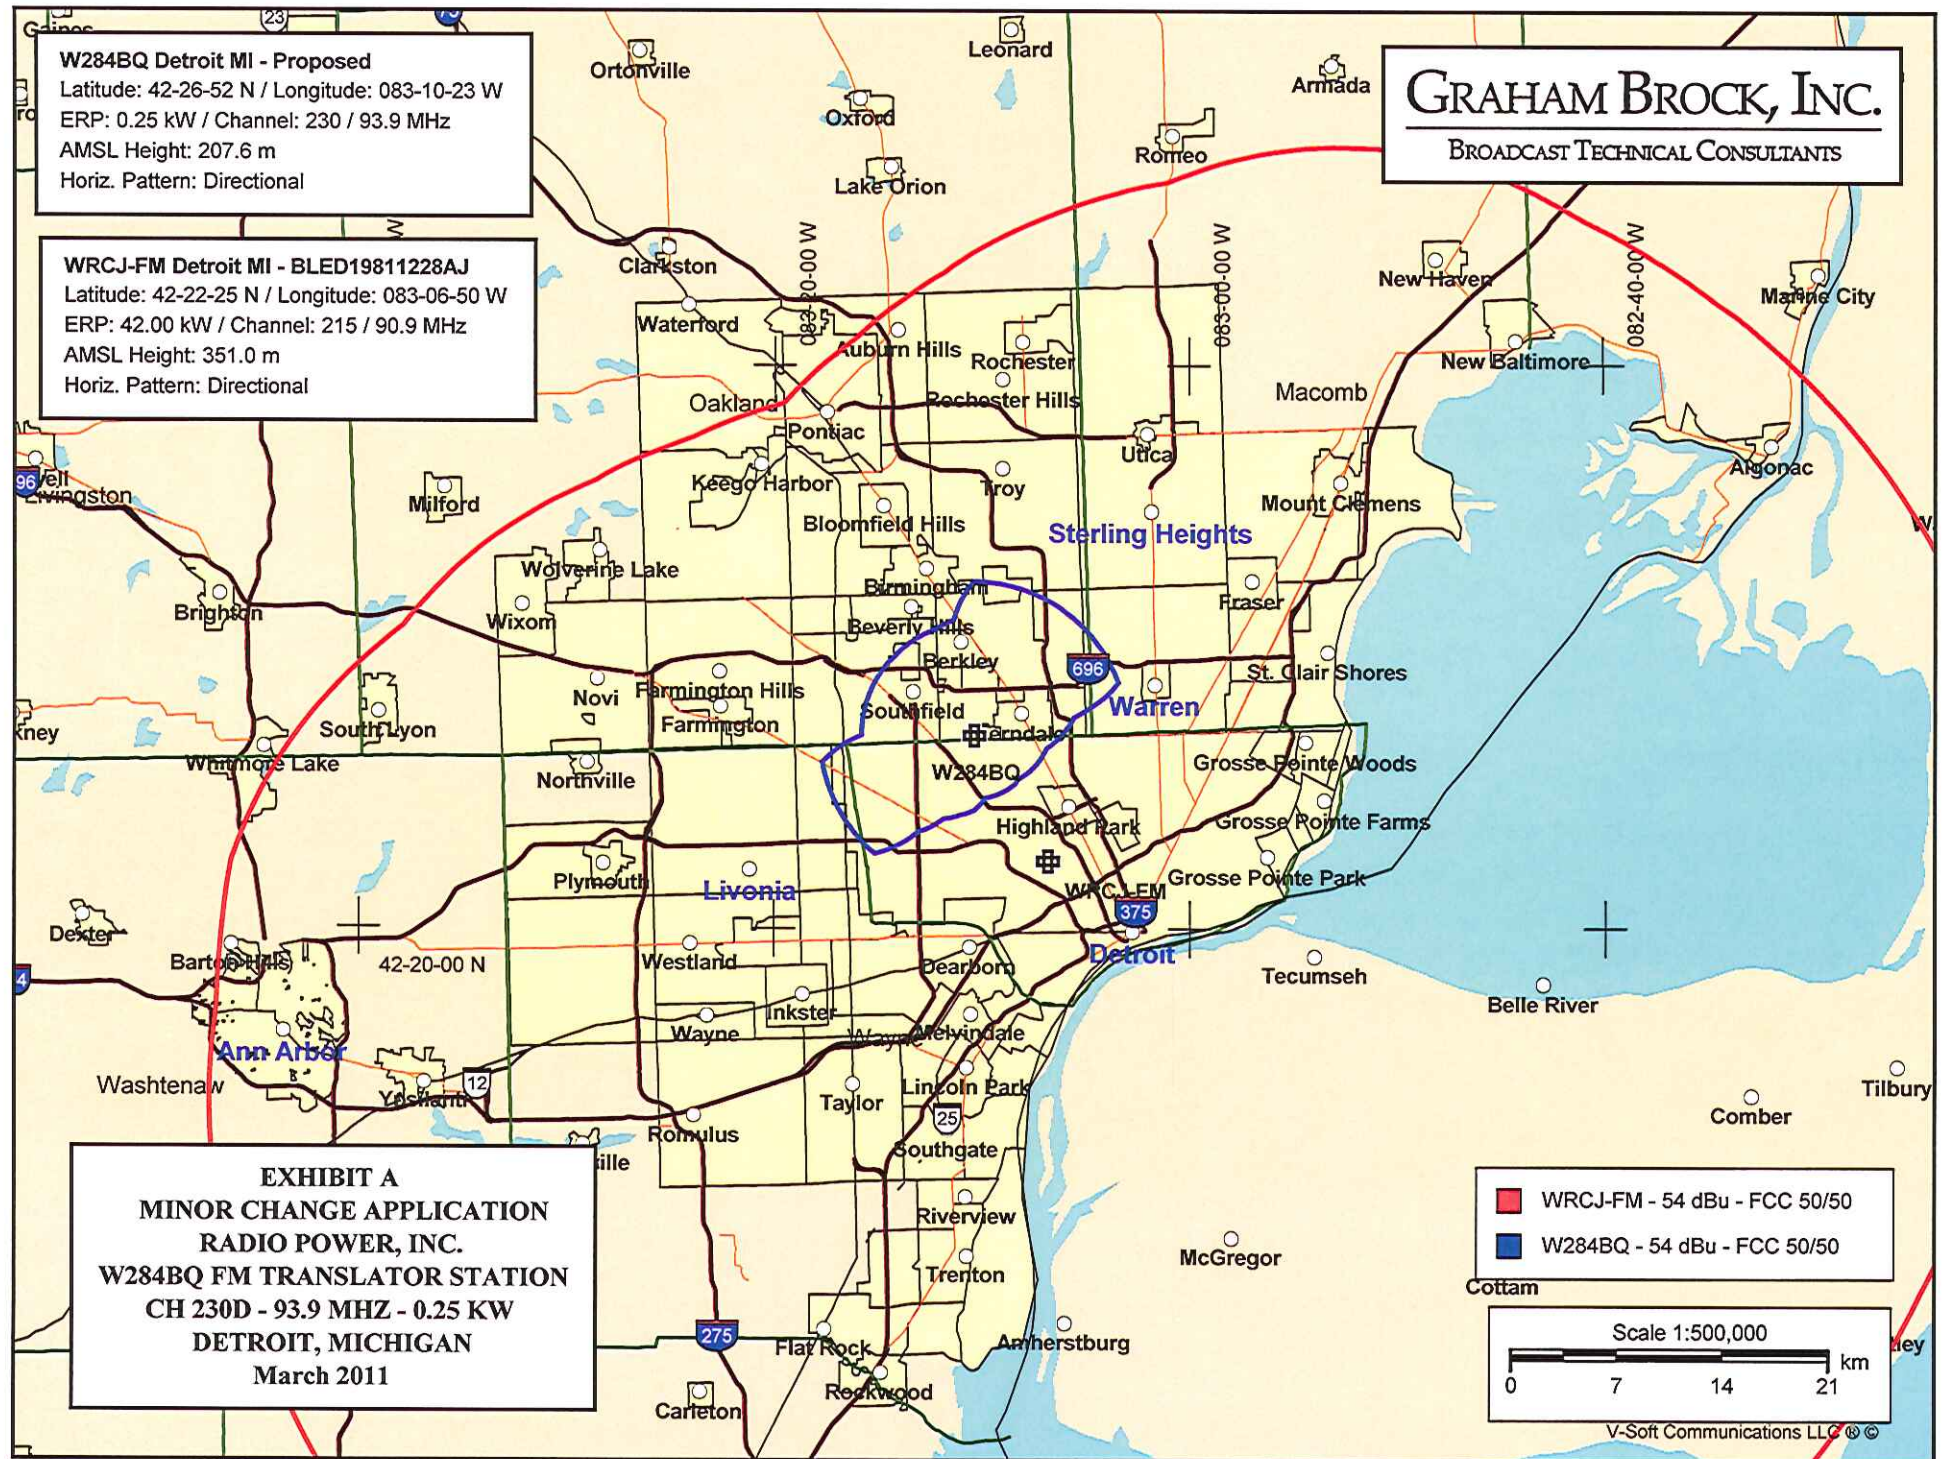 Gaines
23
75
W284BQ Detroit MI - Proposed
Latitude: 42-26-52 N / Longitude: 083-10-23 W
ERP: 0.25 kW / Channel: 230 / 93.9 MHz
AMSL Height: 207.6 m
Horiz. Pattern: Directional
WRCJ-FM Detroit MI - BLED19811228AJ
Latitude: 42-22-25 N / Longitude: 083-06-50 W
ERP: 42.00 kW / Channel: 215 / 90.9 MHz
AMSL Height: 351.0 m
Horiz. Pattern: Directional
GRAHAM BROCK, INC.
BROADCAST TECHNICAL CONSULTANTS
Ortonville
Leonard
Armada
Oxford
Romeo
Lake Orion
W
083-20-00 W
083-00-00 W
082-40-00 W
Clarkston
New Haven
Marine City
Waterford
Auburn Hills
Rochester
New Baltimore
Oakland
Rochester Hills
Macomb
Pontiac
Utica
Algonac
96
Livingston
Milford
Keego Harbor
Troy
Mount Clemens
Bloomfield Hills
Sterling Heights
W
Wolverine Lake
Birmingham
Fraser
Brighton
Wixom
Beverly Hills
Berkley
696
St. Clair Shores
Novi
Farmington Hills
Southfield
Warren
Farmington
South Lyon
kney
Ferndale
Whitmore Lake
Northville
W284BQ
Grosse Pointe Woods
Highland Park
Grosse Pointe Farms
Plymouth
Livonia
WRCJ-FM
Grosse Pointe Park
375
Dexter
Barton Hills
42-20-00 N
Westland
Dearborn
Detroit
Tecumseh
4
Belle River
Inkster
Wayne
Wayne
Melvindale
Ann Arbor
Washtenaw
12
Ypsilanti
Taylor
Lincoln Park
25
Comber
Tilbury
Romulus
Southgate
ille
Riverview
McGregor
Trenton
Cottam
275
Flat Rock
Amherstburg
ley
Rockwood
Carleton
EXHIBIT A
MINOR CHANGE APPLICATION
RADIO POWER, INC.
W284BQ FM TRANSLATOR STATION
CH 230D - 93.9 MHZ - 0.25 KW
DETROIT, MICHIGAN
March 2011
WRCJ-FM - 54 dBu - FCC 50/50
W284BQ - 54 dBu - FCC 50/50
Scale 1:500,000
km
0 7 14 21
V-Soft Communications LLC ® ©